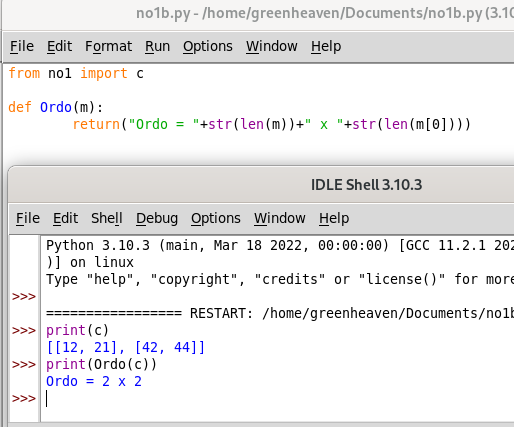 no1b.py - /home/greenheaven/Documents/no1b.py (3.10
File Edit Format Run Options Window Help
from no1 import c
def Ordo(m):
return("Ordo = "+str(len(m))+" x "+str(len(m[0])))
IDLE Shell 3.10.3
File Edit Shell Debug Options Window Help
Python 3.10.3 (main, Mar 18 2022, 00:00:00) [GCC 11.2.1 202
)] on linux
Type "help", "copyright", "credits" or "license()" for more
>>>
================= RESTART: /home/greenheaven/Documents/no1b
>>> print(c)
[[12, 21], [42, 44]]
>>> print(Ordo(c))
Ordo = 2 x 2
>>>